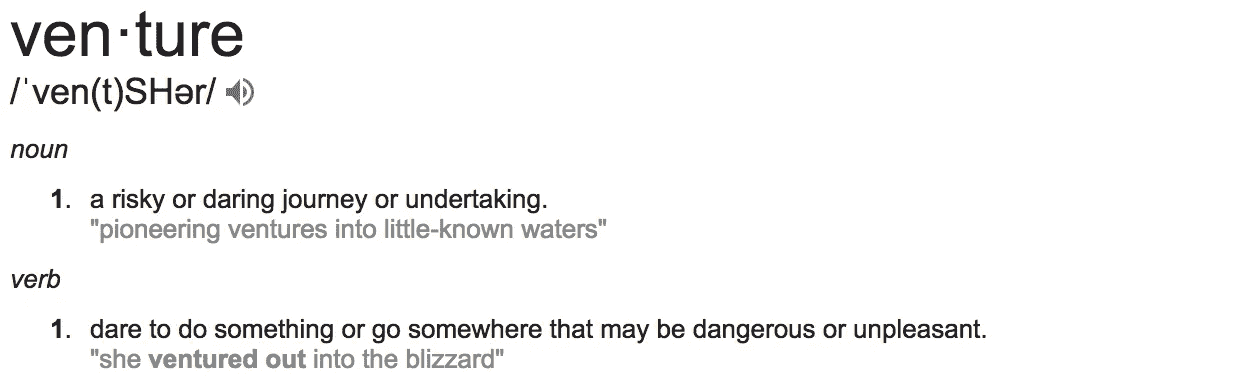 ven·ture
/ˈven(t)SHər/
noun
1. a risky or daring journey or undertaking.
"pioneering ventures into little-known waters"
verb
1. dare to do something or go somewhere that may be dangerous or unpleasant.
"she ventured out into the blizzard"